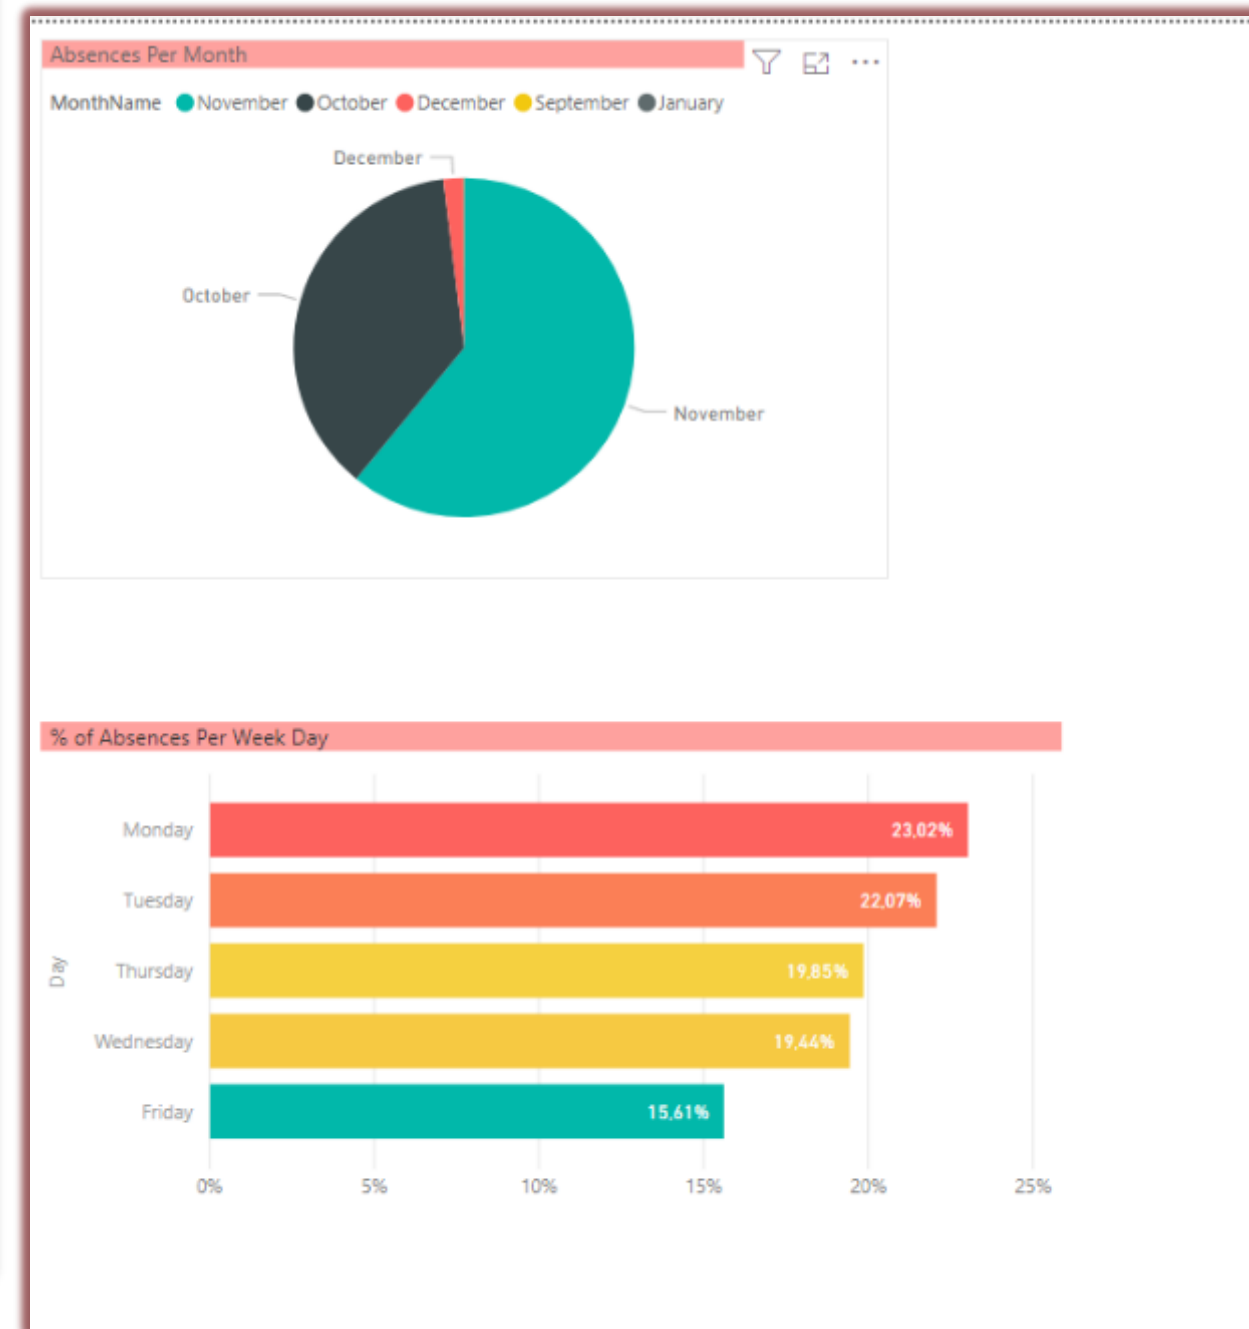 Absences Per Month
MonthName November October December September January
December
October
November
% of Absences Per Week Day
Day
Monday 23,02%
Tuesday 22,07%
Thursday 19,85%
Wednesday 19,44%
Friday 15,61%
0% 5% 10% 15% 20% 25%